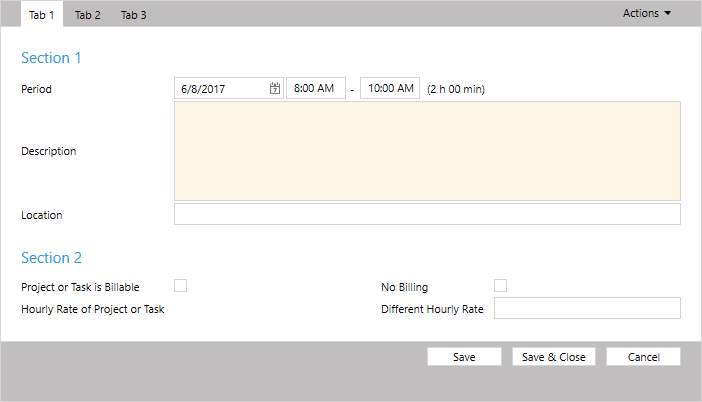 Tab 1 Tab 2 Tab 3 Actions
Section 1
Period 6/8/2017 7 8:00 AM - 10:00 AM (2 h 00 min)
Description
Location
Section 2
Project or Task is Billable No Billing
Hourly Rate of Project or Task Different Hourly Rate
Save Save & Close Cancel